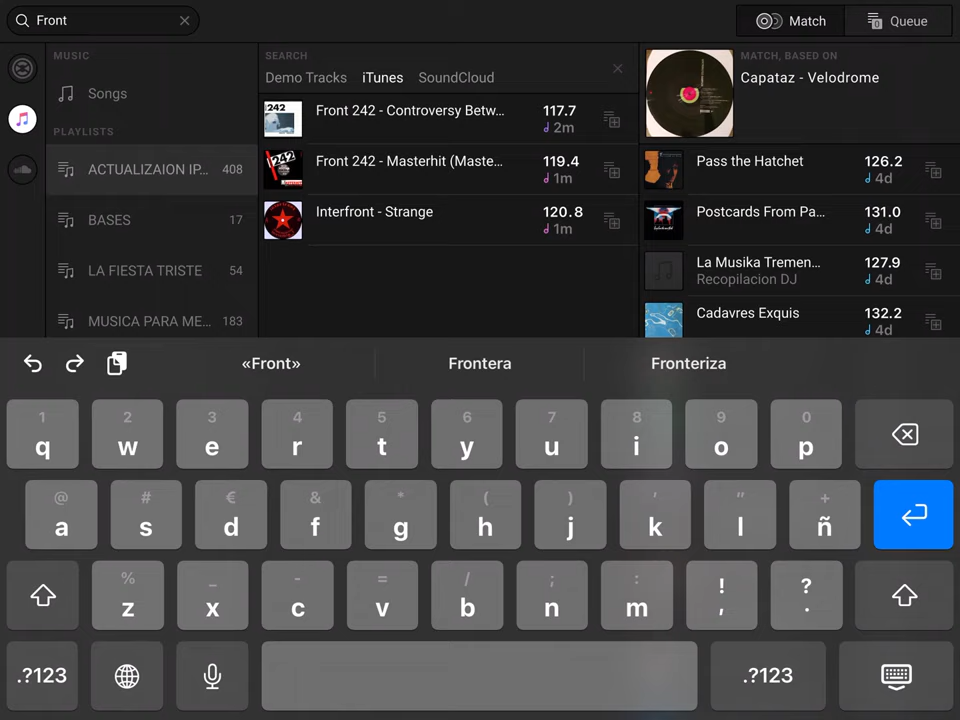 Front
Match
0
Queue
MUSIC
Songs
PLAYLISTS
ACTUALIZAION IP... 408
BASES 17
LA FIESTA TRISTE 54
MUSICA PARA ME... 183
SEARCH
Demo Tracks iTunes SoundCloud
242
Front 242 - Controversy Betw... 117.7
2m
242
Front 242 - Masterhit (Maste... 119.4
1m
Interfront - Strange 120.8
1m
MATCH, BASED ON
Capataz - Velodrome
Pass the Hatchet 126.2
4d
Postcards From Pa... 131.0
4d
La Musika Tremen... 127.9
Recopilacion DJ 4d
Cadavres Exquis 132.2
4d
«Front» Frontera Fronteriza
1 2 3 4 5 6 7 8 9 0
q w e r t y u i o p
@ # € & * ( ) ' " +
a s d f g h j k l ñ
% _ - = / ; : ! ?
z x c v b n m , .
.?123 .?123